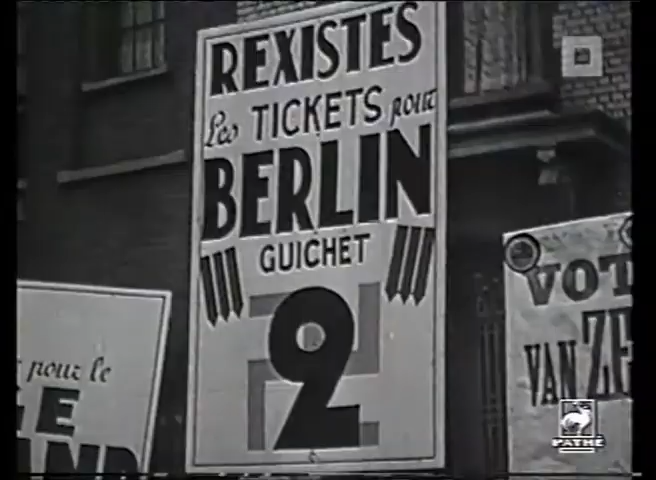 REXISTES
Les TICKETS pour
BERLIN
GUICHET
2
pour le
VOT
VAN ZE
PATHÉ